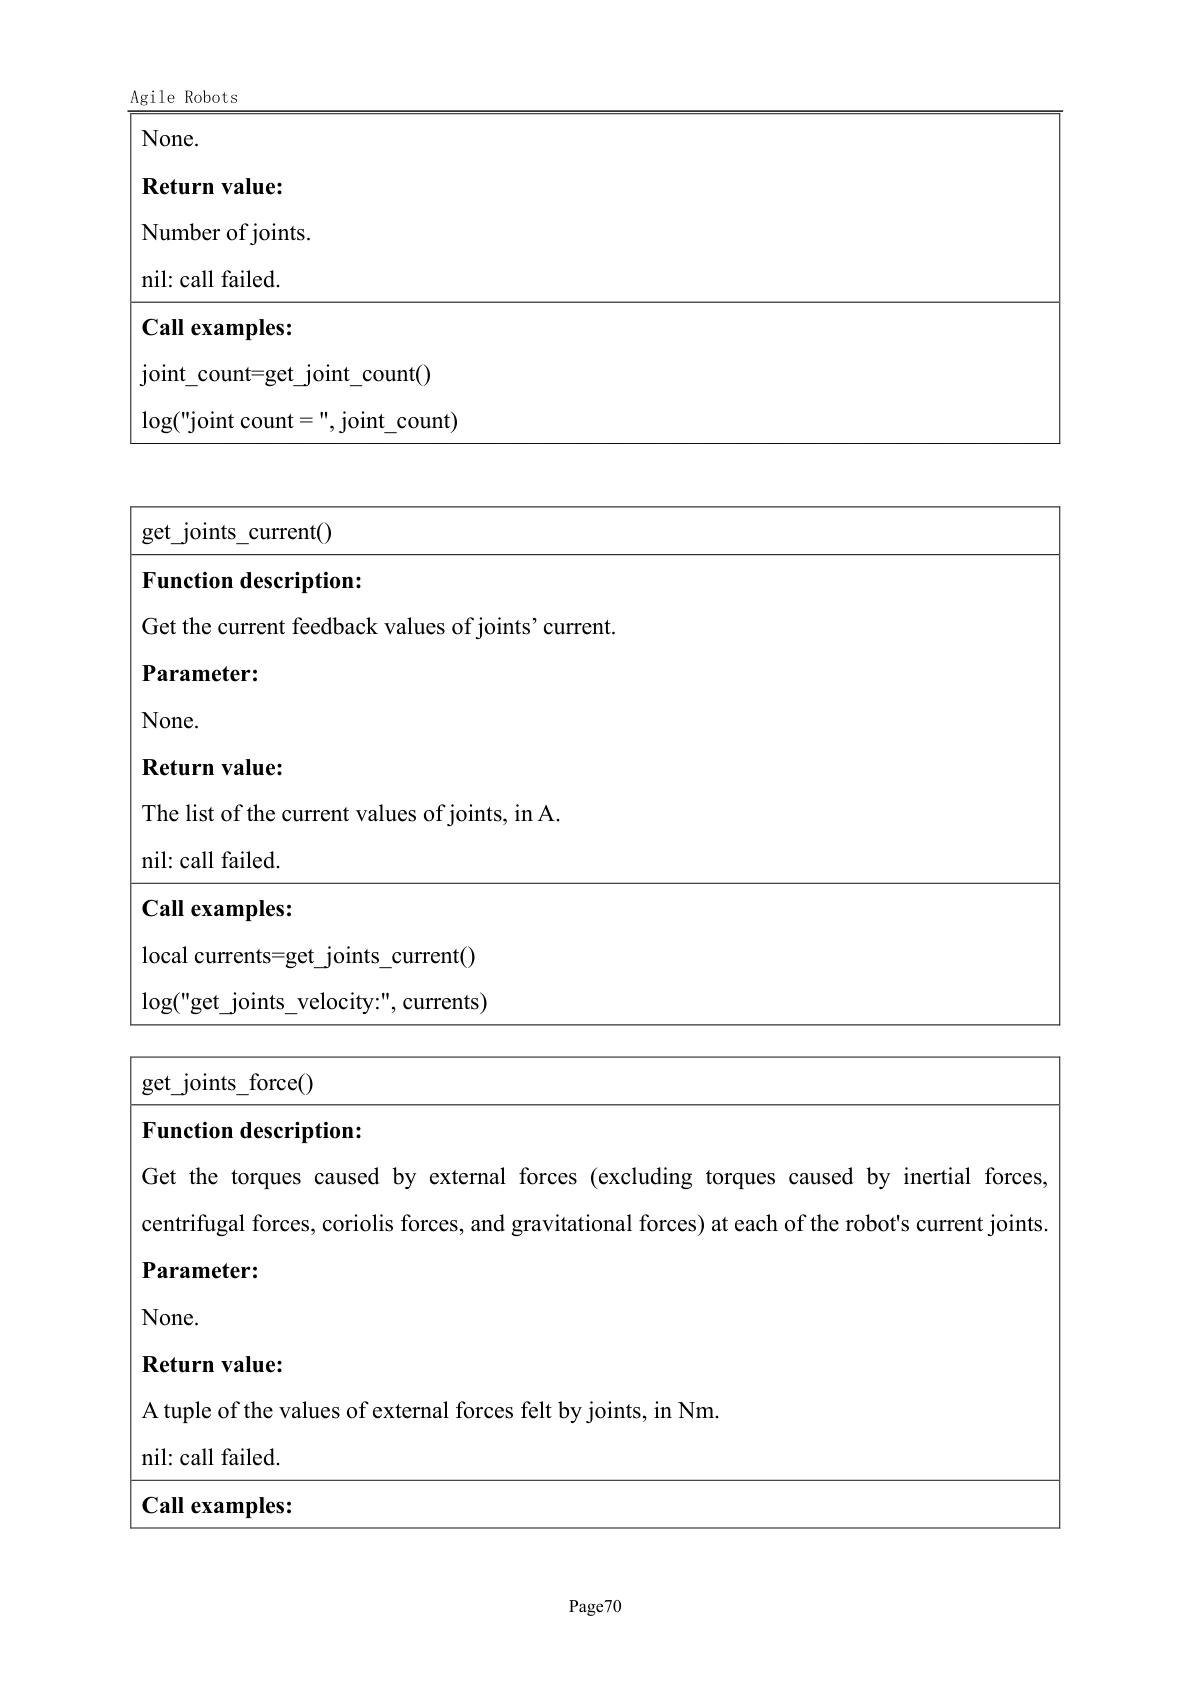 Agile Robots
None.
Return value:
Number of joints.
nil: call failed.
Call examples:
joint_count=get_joint_count()
log("joint count = ", joint_count)
get_joints_current()
Function description:
Get the current feedback values of joints’ current.
Parameter:
None.
Return value:
The list of the current values of joints, in A.
nil: call failed.
Call examples:
local currents=get_joints_current()
log("get_joints_velocity:", currents)
get_joints_force()
Function description:
Get the torques caused by external forces (excluding torques caused by inertial forces,
centrifugal forces, coriolis forces, and gravitational forces) at each of the robot's current joints.
Parameter:
None.
Return value:
A tuple of the values of external forces felt by joints, in Nm.
nil: call failed.
Call examples:
Page70